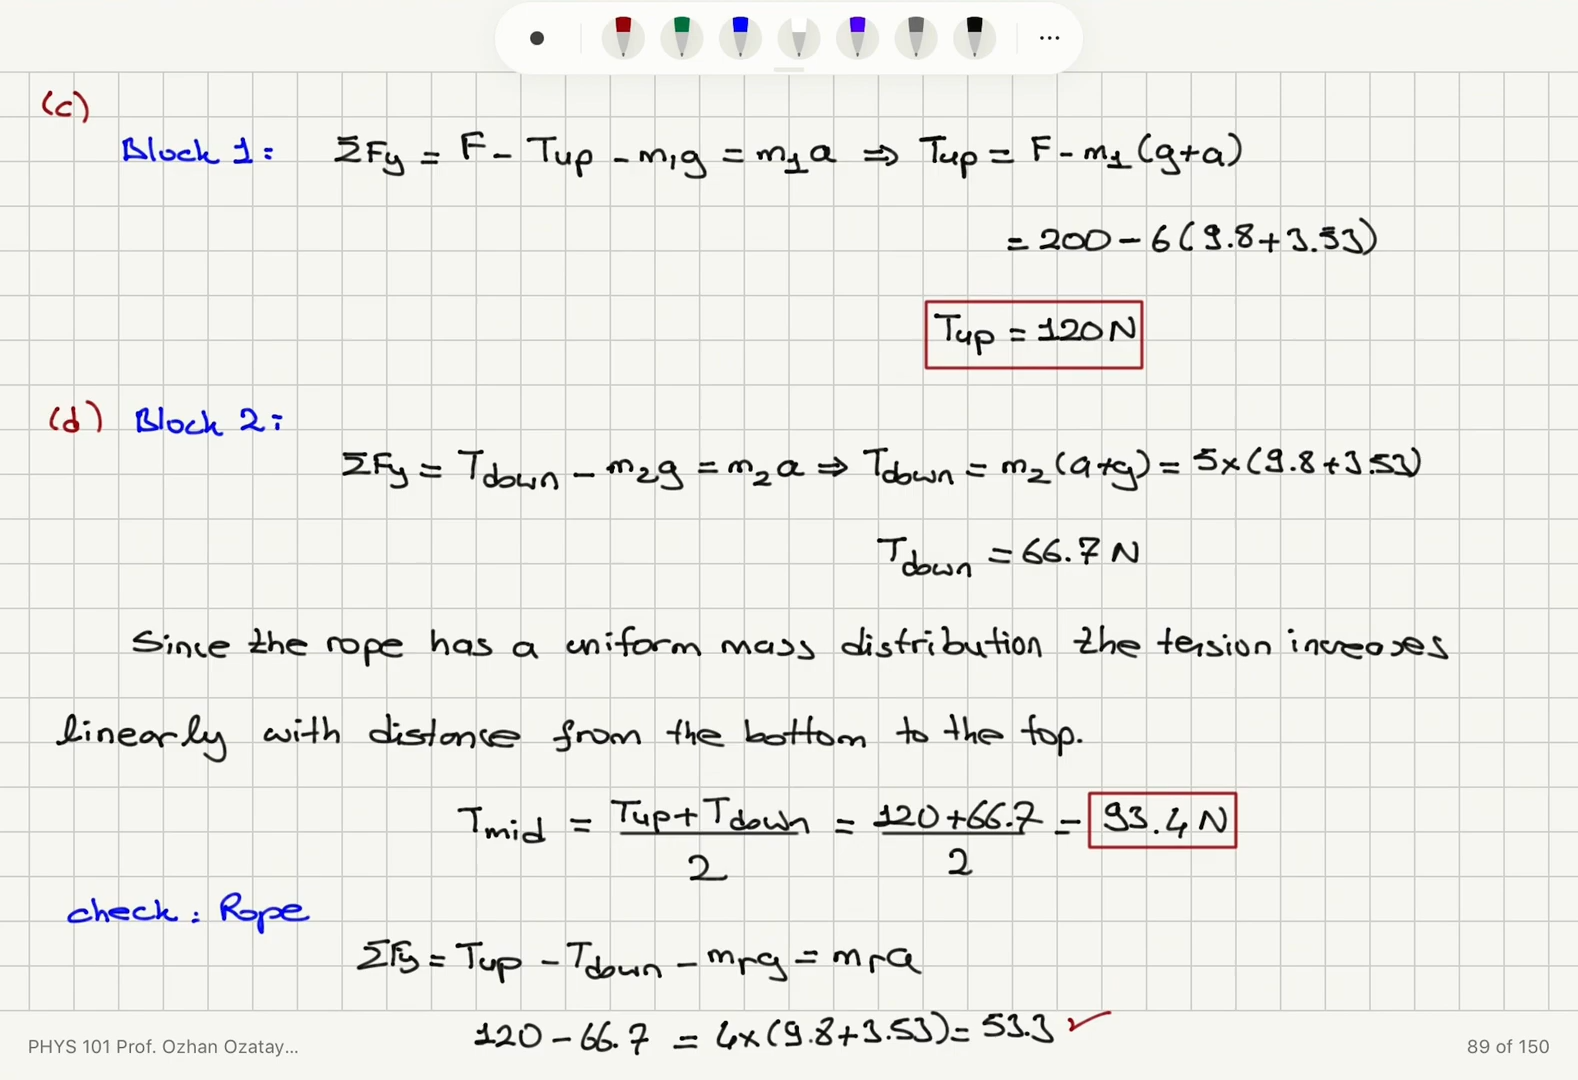 (c)
Block 1: ΣFy = F - Tup - m1g = m1a ⇒ Tup = F - m1(g+a)
= 200 - 6(9.8+3.53)
Tup = 120 N
(d) Block 2:
ΣFy = Tdown - m2g = m2a ⇒ Tdown = m2(a+g) = 5x(9.8+3.53)
Tdown = 66.7 N
Since the rope has a uniform mass distribution the tension increases
linearly with distance from the bottom to the top.
Tmid = (Tup+Tdown)/2 = (120+66.7)/2 = 93.4 N
check: Rope
ΣFy = Tup - Tdown - mrg = mra
120 - 66.7 = 4x(9.8+3.53) = 53.3 ✓
PHYS 101 Prof. Ozhan Ozatay... 89 of 150